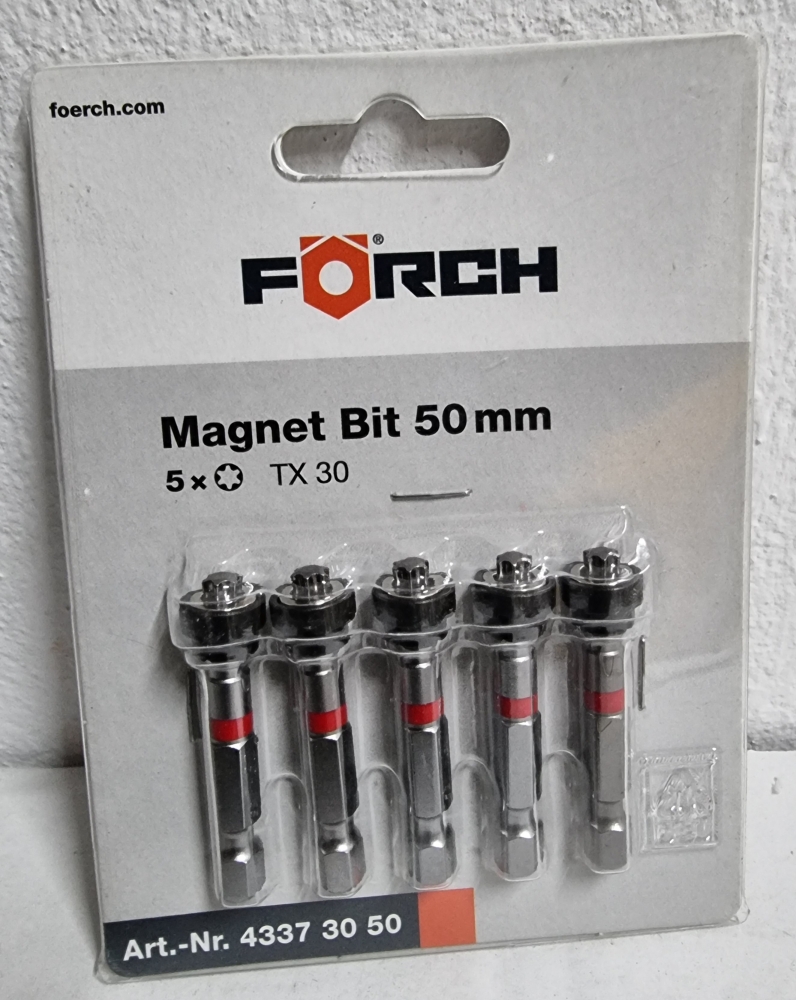 foerch.com
FÖRCH®
Magnet Bit 50 mm
5 x TX 30
Art.-Nr. 4337 30 50